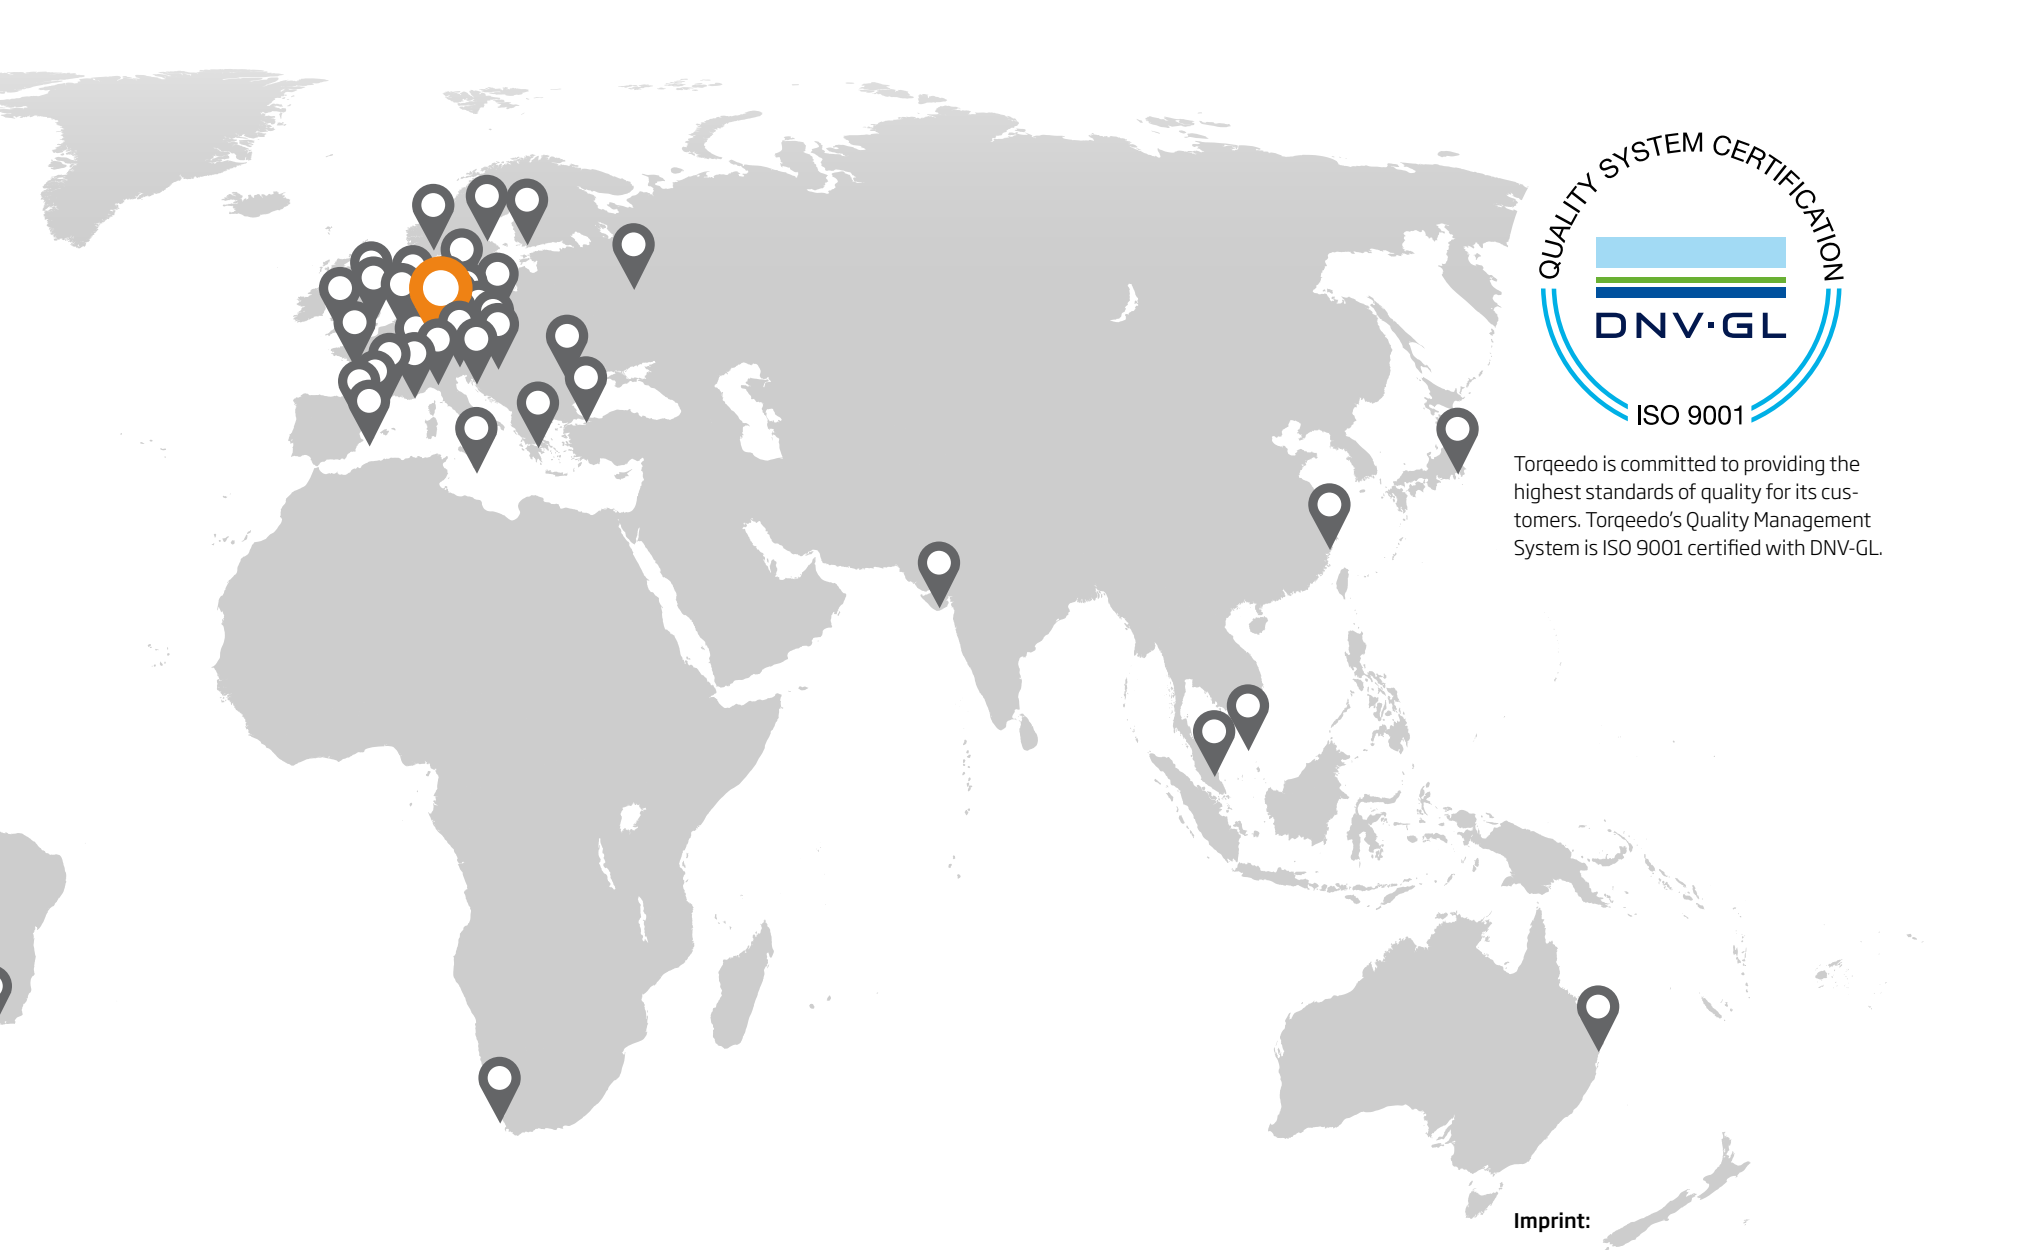 QUALITY SYSTEM CERTIFICATION
DNV·GL
ISO 9001
Torqeedo is committed to providing the
highest standards of quality for its cus-
tomers. Torqeedo’s Quality Management
System is ISO 9001 certified with DNV-GL.
Imprint: